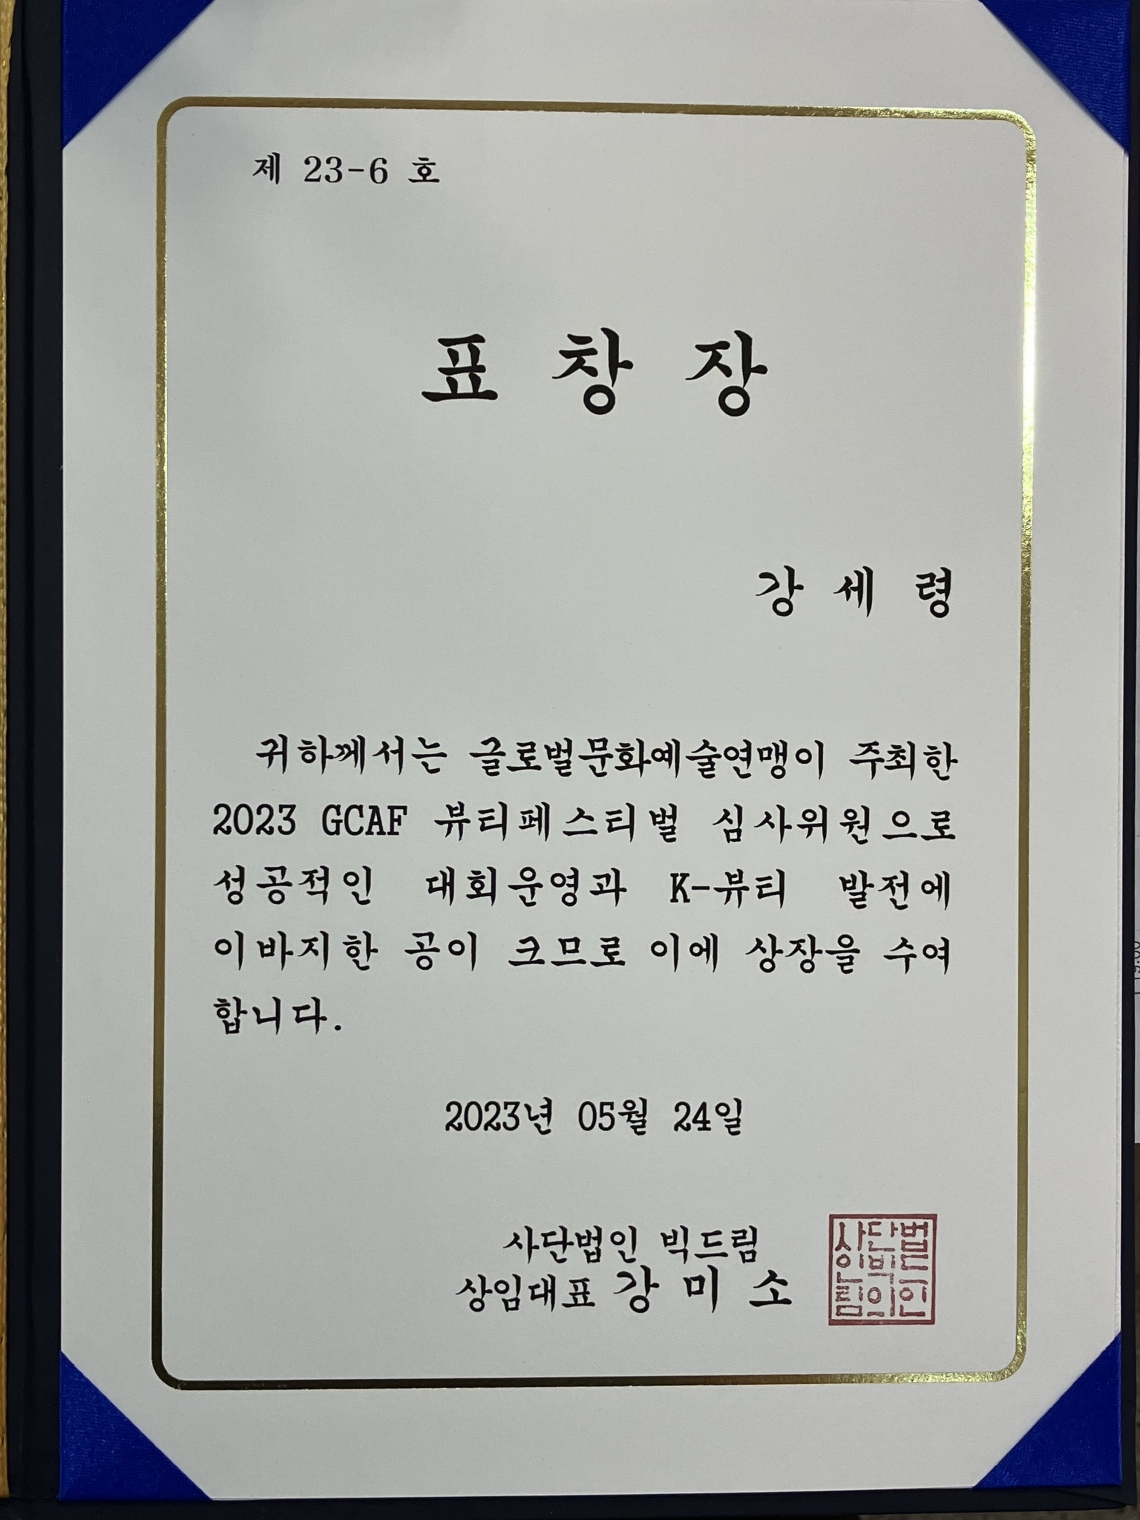 제 23-6 호
표 창 장
강 세 령
귀하께서는 글로벌문화예술연맹이 주최한
2023 GCAF 뷰티페스티벌 심사위원으로
성공적인 대회운영과 K-뷰티 발전에
이바지한 공이 크므로 이에 상장을 수여
합니다.
2023년 05월 24일
사단법인 빅드림
상임대표 강 미 소